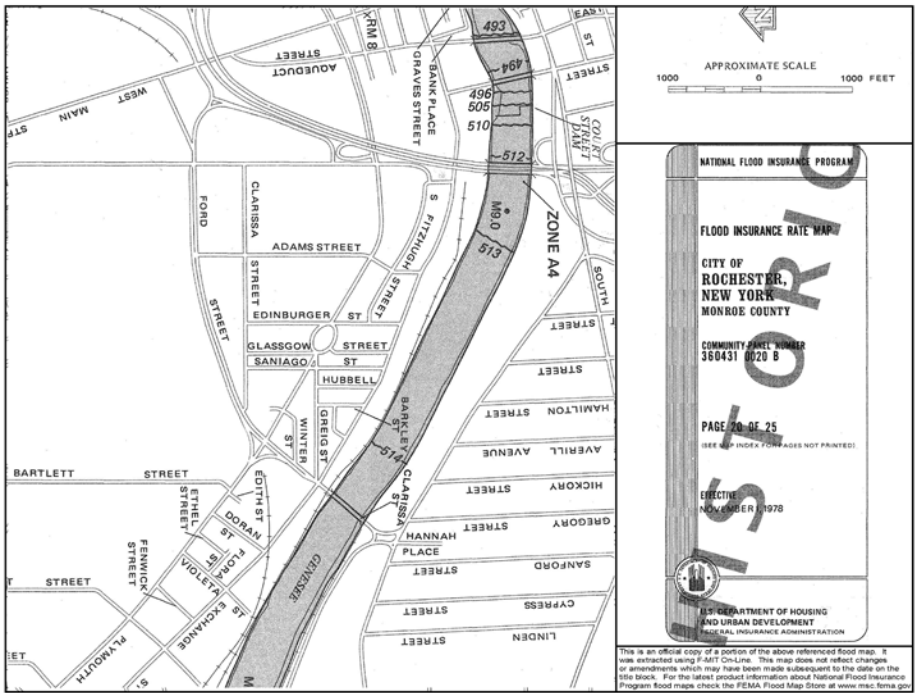 493
EAST
ST
RM 8
STREET
AQUEDUCT
494
BANK PLACE
GRAVES STREET
STREET
WEST
MAIN
496
505
510
COURT
STREET
DAM
512
S
FITZHUGH
STREET
FORD
STREET
CLARISSA
STREET
ADAMS STREET
M9.0
513
ZONE A4
SOUTH
EDINBURGER ST
GLASGOW STREET
SANIAGO ST
HUBBELL
STREET
STREET
HAMILTON
STREET
BARKLEY
ST
GREIG ST
WINTER
ST
514
AVERILL
AVENUE
CLARISSA
ST
HICKORY
STREET
BARTLETT STREET
EDITH ST
ETHEL
STREET
DORAN
ST
GREGORY
STREET
HANNAH
PLACE
FLORA
ST
FENWICK
STREET
VIOLETA
ST
SANFORD
STREET
GENESEE
STREET
EXCHANGE
CYPRESS
STREET
PLYMOUTH
LINDEN
STREET
M
N
APPROXIMATE SCALE
1000 0 1000 FEET
NATIONAL FLOOD INSURANCE PROGRAM
FLOOD INSURANCE RATE MAP
CITY OF
ROCHESTER,
NEW YORK
MONROE COUNTY
COMMUNITY-PANEL NUMBER
360431 0020 B
PAGE 20 OF 25
(SEE MAP INDEX FOR PAGES NOT PRINTED)
EFFECTIVE
NOVEMBER 1, 1978
HISTORIC
U.S. DEPARTMENT OF HOUSING
AND URBAN DEVELOPMENT
FEDERAL INSURANCE ADMINISTRATION
This is an official copy of a portion of the above referenced flood map. It
was extracted using F-MIT On-Line. This map does not reflect changes
or amendments which may have been made subsequent to the date on the
title block. For the latest product information about National Flood Insurance
Program flood maps check the FEMA Flood Map Store at www.msc.fema.gov